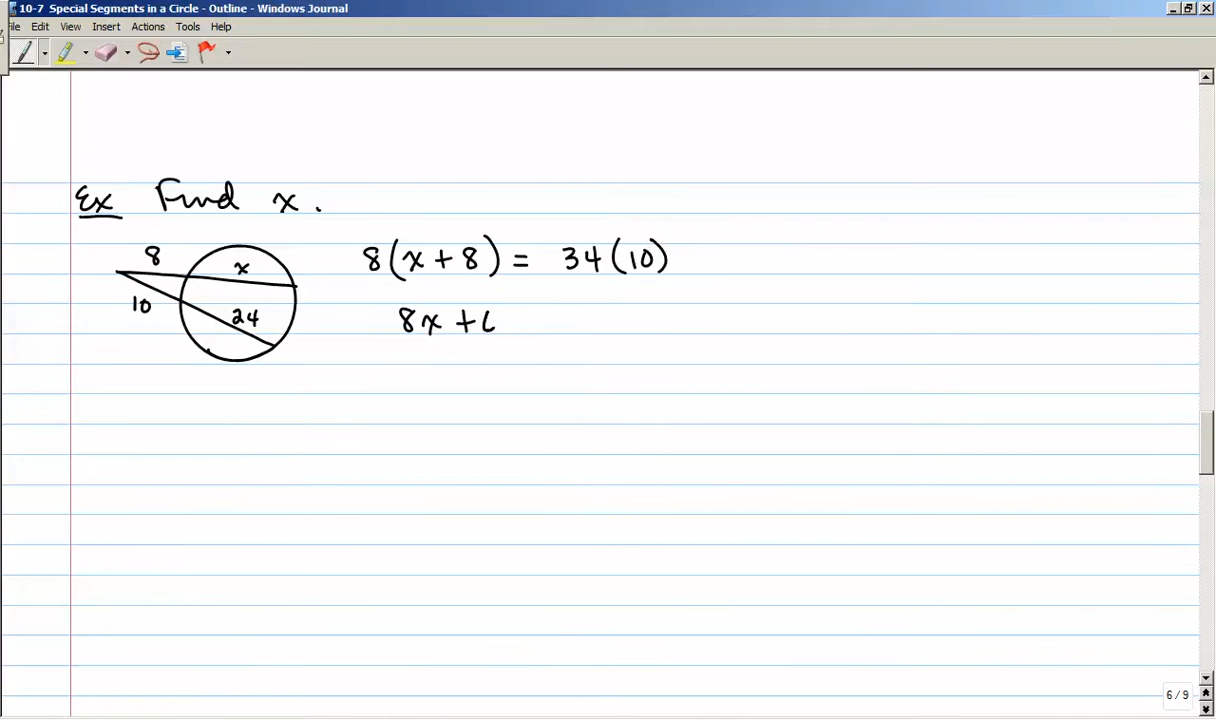 10-7 Special Segments in a Circle - Outline - Windows Journal
File Edit View Insert Actions Tools Help
Ex Find x.
8 x
10 24
8(x + 8) = 34(10)
8x +
6 / 9